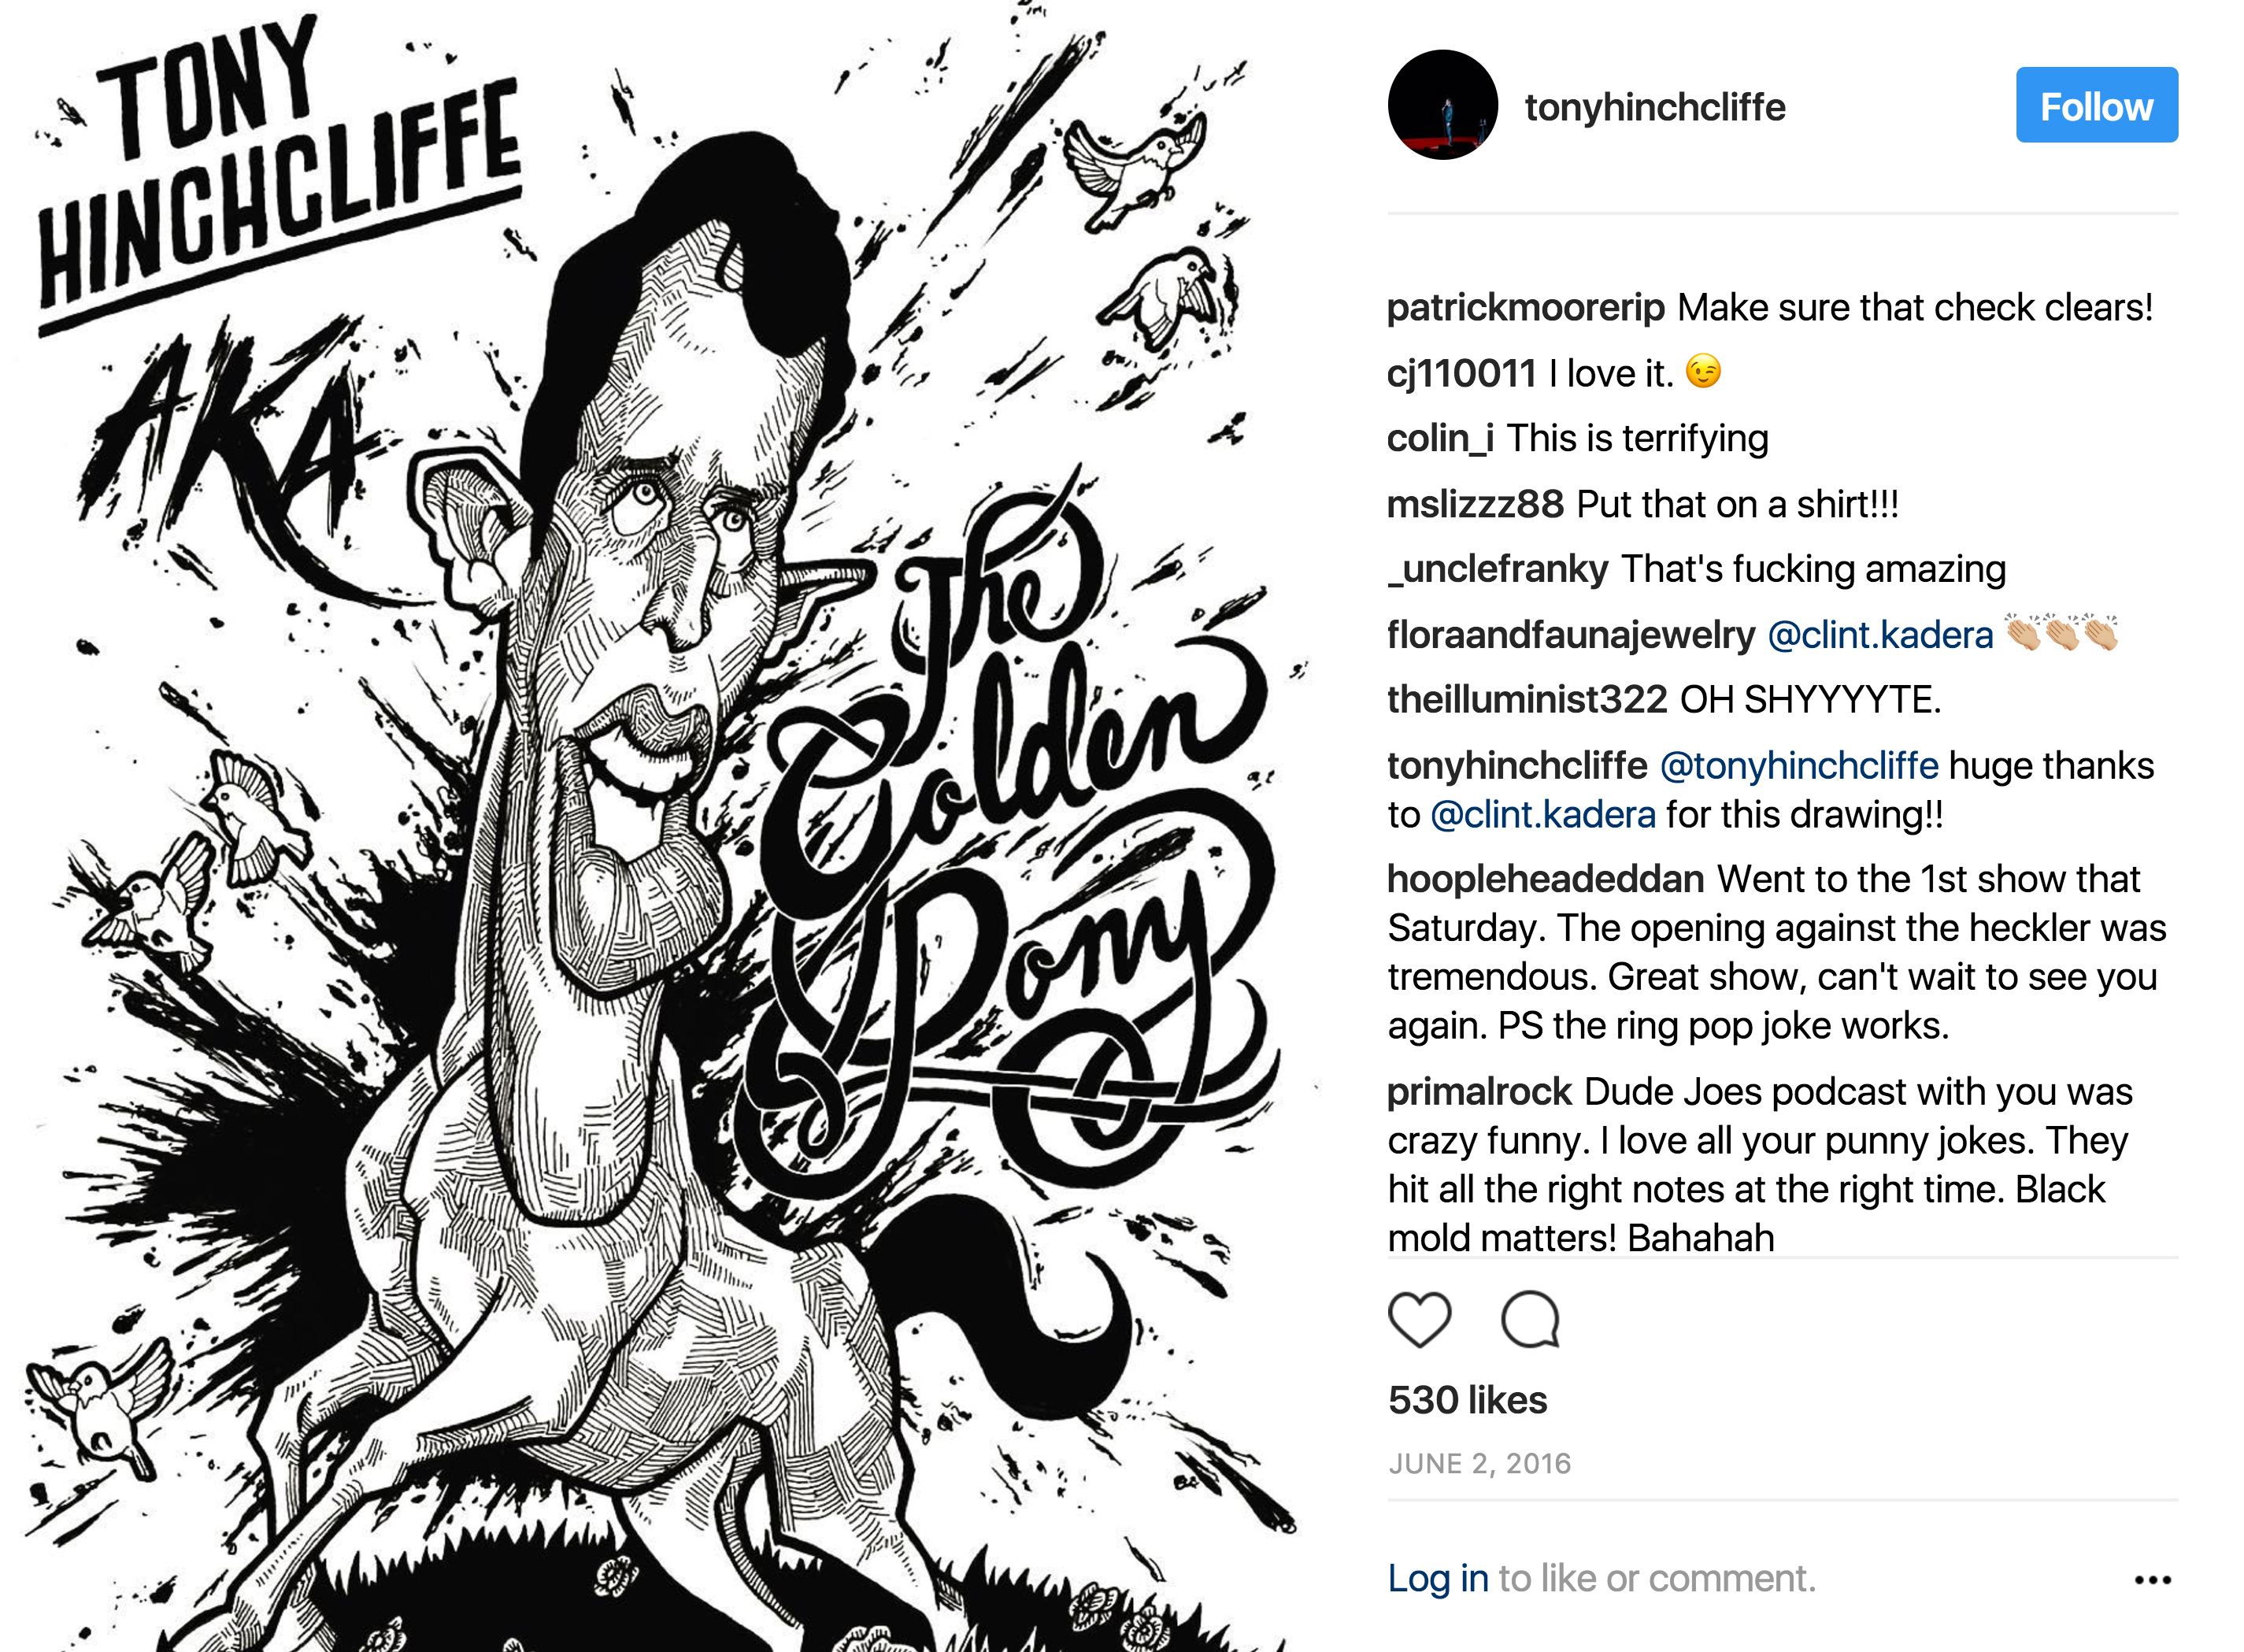 TONY
HINCHCLIFFE
AKA
The
Golden
Pony
tonyhinchcliffe
Follow
patrickmoorerip Make sure that check clears!
cj110011 I love it. 😉
colin_i This is terrifying
mslizzz88 Put that on a shirt!!!
_unclefranky That's fucking amazing
floraandfaunajewelry @clint.kadera 👏🏼👏🏼👏🏼
theilluminist322 OH SHYYYYTE.
tonyhinchcliffe @tonyhinchcliffe huge thanks
to @clint.kadera for this drawing!!
hoopleheadeddan Went to the 1st show that
Saturday. The opening against the heckler was
tremendous. Great show, can't wait to see you
again. PS the ring pop joke works.
primalrock Dude Joes podcast with you was
crazy funny. I love all your punny jokes. They
hit all the right notes at the right time. Black
mold matters! Bahahah
530 likes
JUNE 2, 2016
Log in to like or comment.